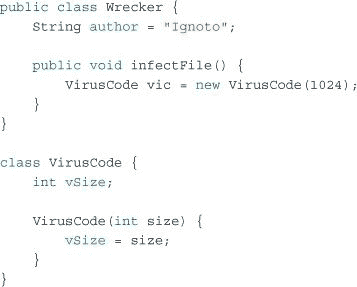 public class Wrecker {
    String author = "Ignoto";

    public void infectFile() {
        VirusCode vic = new VirusCode(1024);
    }
}

class VirusCode {
    int vSize;

    VirusCode(int size) {
        vSize = size;
    }
}